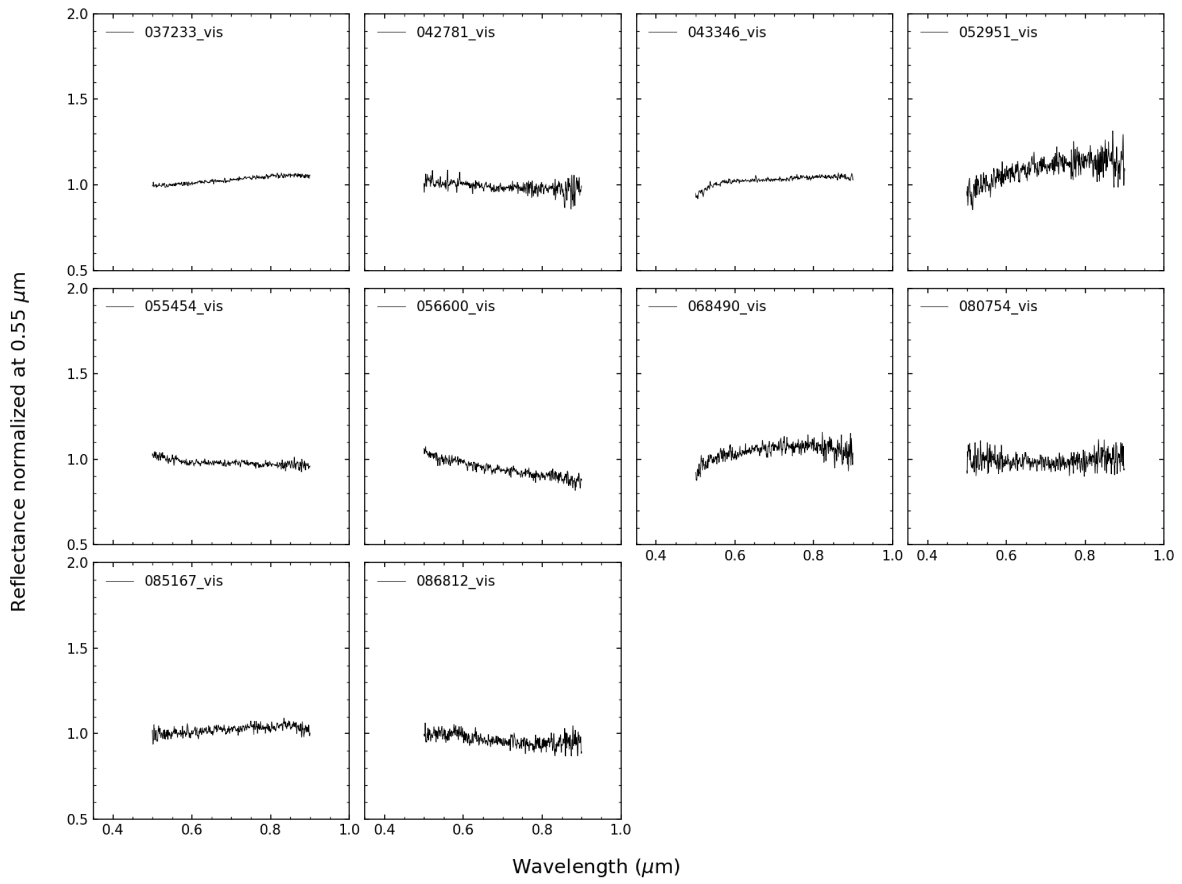 2.0
1.5
1.0
0.5
037233_vis
042781_vis
043346_vis
052951_vis
2.0
1.5
1.0
0.5
055454_vis
056600_vis
068490_vis
080754_vis
0.4 0.6 0.8 1.0
0.4 0.6 0.8 1.0
2.0
1.5
1.0
0.5
085167_vis
086812_vis
0.4 0.6 0.8 1.0
0.4 0.6 0.8 1.0
Reflectance normalized at 0.55 μm
Wavelength (μm)